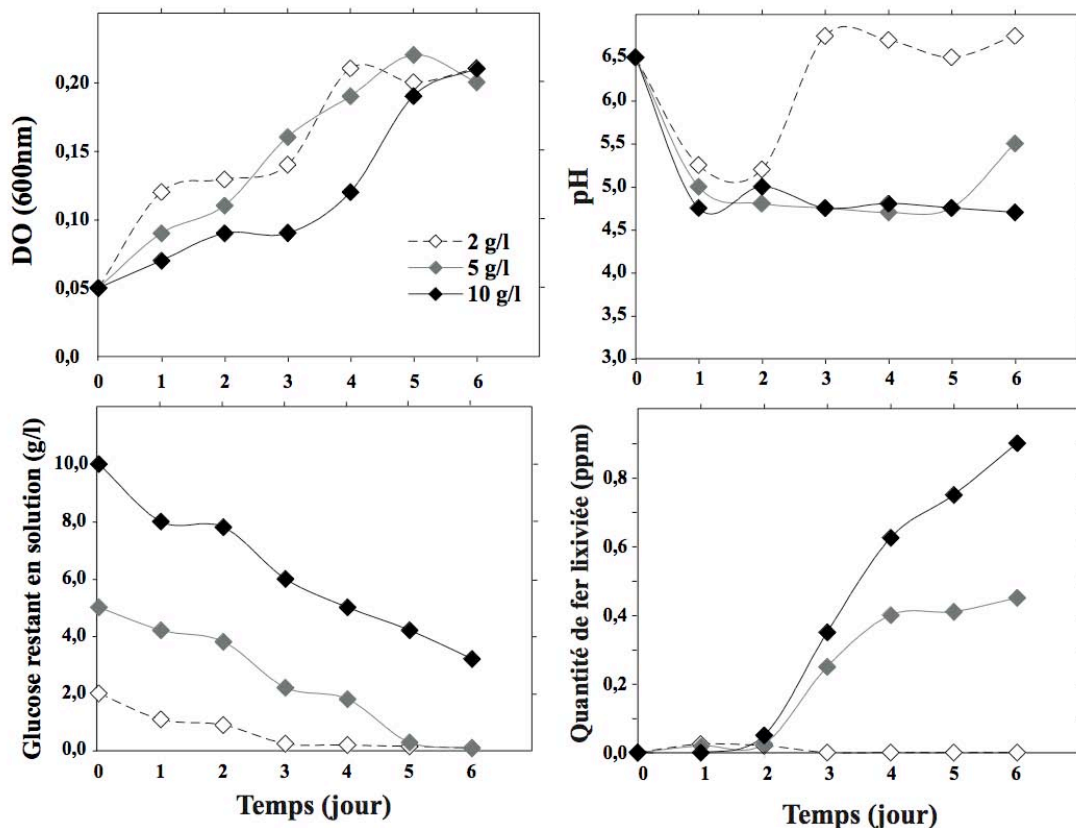 DO (600nm)
0,20
0,15
0,10
0,05
0,0
0 1 2 3 4 5 6
2 g/l
5 g/l
10 g/l
pH
6,5
6,0
5,5
5,0
4,5
4,0
3,5
3,0
0 1 2 3 4 5 6
Glucose restant en solution (g/l)
10,0
8,0
6,0
4,0
2,0
0,0
0 1 2 3 4 5 6
Temps (jour)
Quantité de fer lixiviée (ppm)
0,8
0,6
0,4
0,2
0,0
0 1 2 3 4 5 6
Temps (jour)